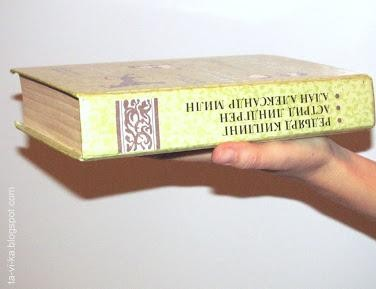 РЕДЬЯРД КИПЛИНГ
АСТРИД ЛИНДГРЕН
АЛАН АЛЕКСАНДР МИЛН
ta-vi-ka.blogspot.com